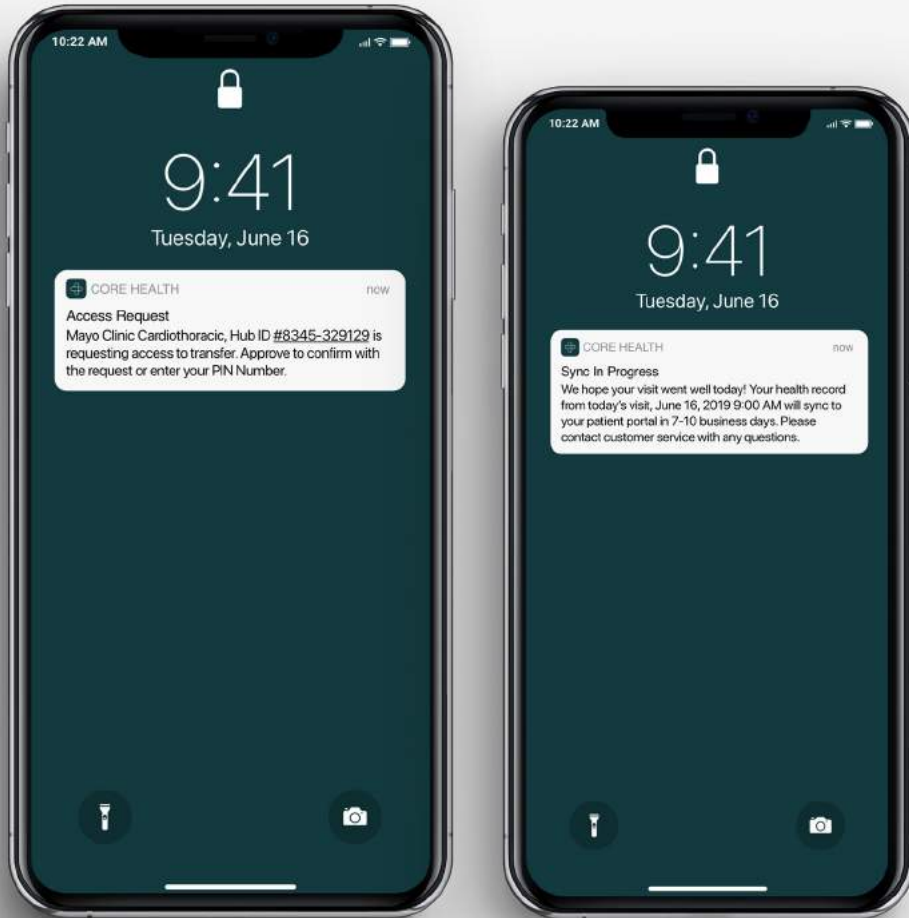 10:22 AM
9:41
Tuesday, June 16
CORE HEALTH
now
Access Request
Mayo Clinic Cardiothoracic, Hub ID #8345-329129 is
requesting access to transfer. Approve to confirm with
the request or enter your PIN Number.
10:22 AM
9:41
Tuesday, June 16
CORE HEALTH
now
Sync In Progress
We hope your visit went well today! Your health record
from today's visit, June 16, 2019 9:00 AM will sync to
your patient portal in 7-10 business days. Please
contact customer service with any questions.